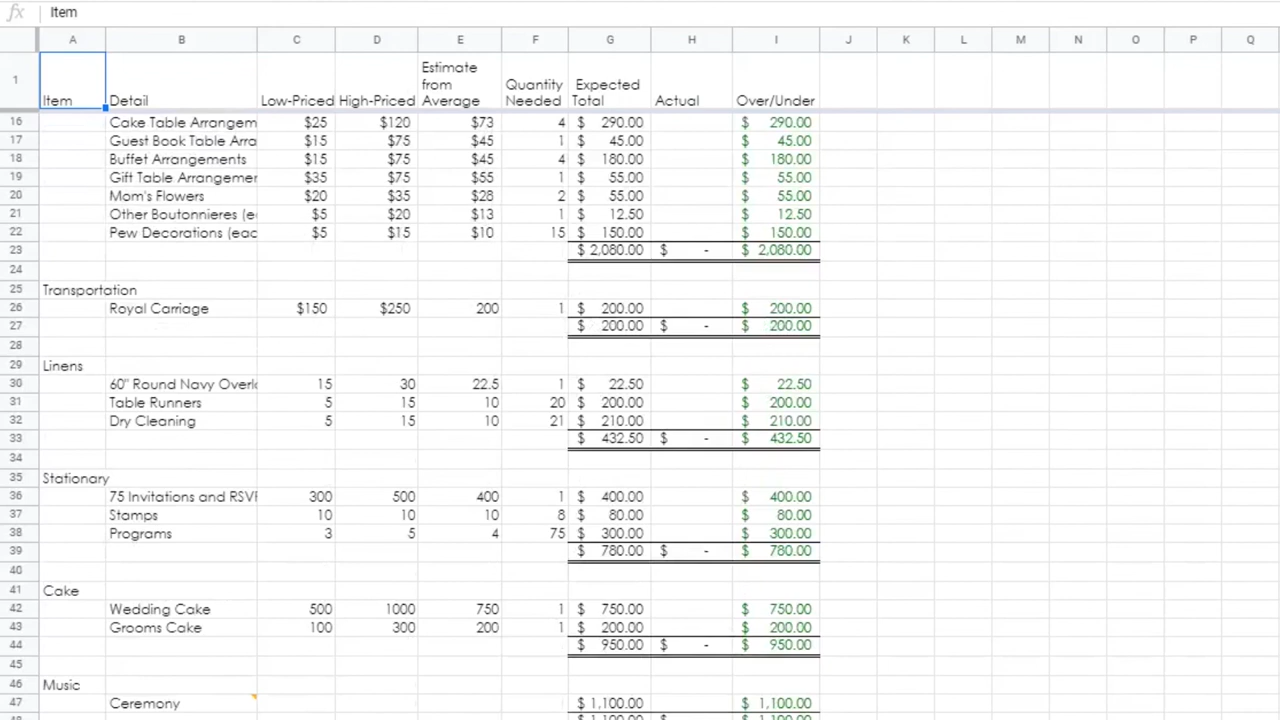 fx Item
A B C D E F G H I J K L M N O P Q
1 Item Detail Low-Priced High-Priced Estimate from Average Quantity Needed Expected Total Actual Over/Under
16 Cake Table Arrangem $25 $120 $73 4 $ 290.00 $ 290.00
17 Guest Book Table Arra $15 $75 $45 1 $ 45.00 $ 45.00
18 Buffet Arrangements $15 $75 $45 4 $ 180.00 $ 180.00
19 Gift Table Arrangemer $35 $75 $55 1 $ 55.00 $ 55.00
20 Mom's Flowers $20 $35 $28 2 $ 55.00 $ 55.00
21 Other Boutonnieres (e $5 $20 $13 1 $ 12.50 $ 12.50
22 Pew Decorations (eac $5 $15 $10 15 $ 150.00 $ 150.00
23 $ 2,080.00 $ - $ 2,080.00
24
25 Transportation
26 Royal Carriage $150 $250 200 1 $ 200.00 $ 200.00
27 $ 200.00 $ - $ 200.00
28
29 Linens
30 60" Round Navy Overl 15 30 22.5 1 $ 22.50 $ 22.50
31 Table Runners 5 15 10 20 $ 200.00 $ 200.00
32 Dry Cleaning 5 15 10 21 $ 210.00 $ 210.00
33 $ 432.50 $ - $ 432.50
34
35 Stationary
36 75 Invitations and RSVP 300 500 400 1 $ 400.00 $ 400.00
37 Stamps 10 10 10 8 $ 80.00 $ 80.00
38 Programs 3 5 4 75 $ 300.00 $ 300.00
39 $ 780.00 $ - $ 780.00
40
41 Cake
42 Wedding Cake 500 1000 750 1 $ 750.00 $ 750.00
43 Grooms Cake 100 300 200 1 $ 200.00 $ 200.00
44 $ 950.00 $ - $ 950.00
45
46 Music
47 Ceremony $ 1,100.00 $ 1,100.00